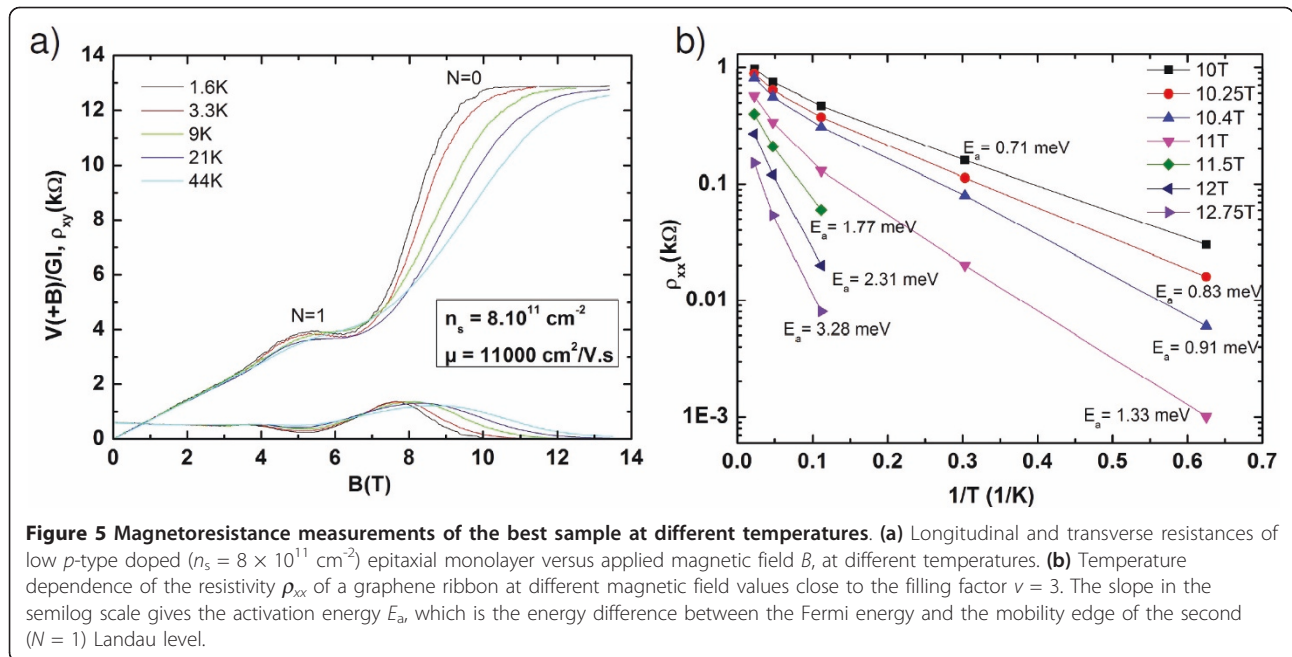 a)
14
13
12
11
10
9
8
7
6
5
4
3
2
1
0
V(+B)/GI, ρxy(kΩ)
1.6K
3.3K
9K
21K
44K
N=0
N=1
ns = 8.10¹¹ cm⁻²
μ = 11000 cm²/V.s
0 2 4 6 8 10 12 14
B(T)
b)
1
0.1
0.01
1E-3
ρxx(kΩ)
10T
10.25T
10.4T
11T
11.5T
12T
12.75T
Ea= 0.71 meV
Ea= 1.77 meV
Ea= 2.31 meV
Ea= 3.28 meV
Ea= 0.83 meV
Ea= 0.91 meV
Ea= 1.33 meV
0.0 0.1 0.2 0.3 0.4 0.5 0.6 0.7
1/T (1/K)
Figure 5 Magnetoresistance measurements of the best sample at different temperatures. (a) Longitudinal and transverse resistances of
low p-type doped (ns = 8 × 10¹¹ cm⁻²) epitaxial monolayer versus applied magnetic field B, at different temperatures. (b) Temperature
dependence of the resistivity ρxx of a graphene ribbon at different magnetic field values close to the filling factor v = 3. The slope in the
semilog scale gives the activation energy Ea, which is the energy difference between the Fermi energy and the mobility edge of the second
(N = 1) Landau level.